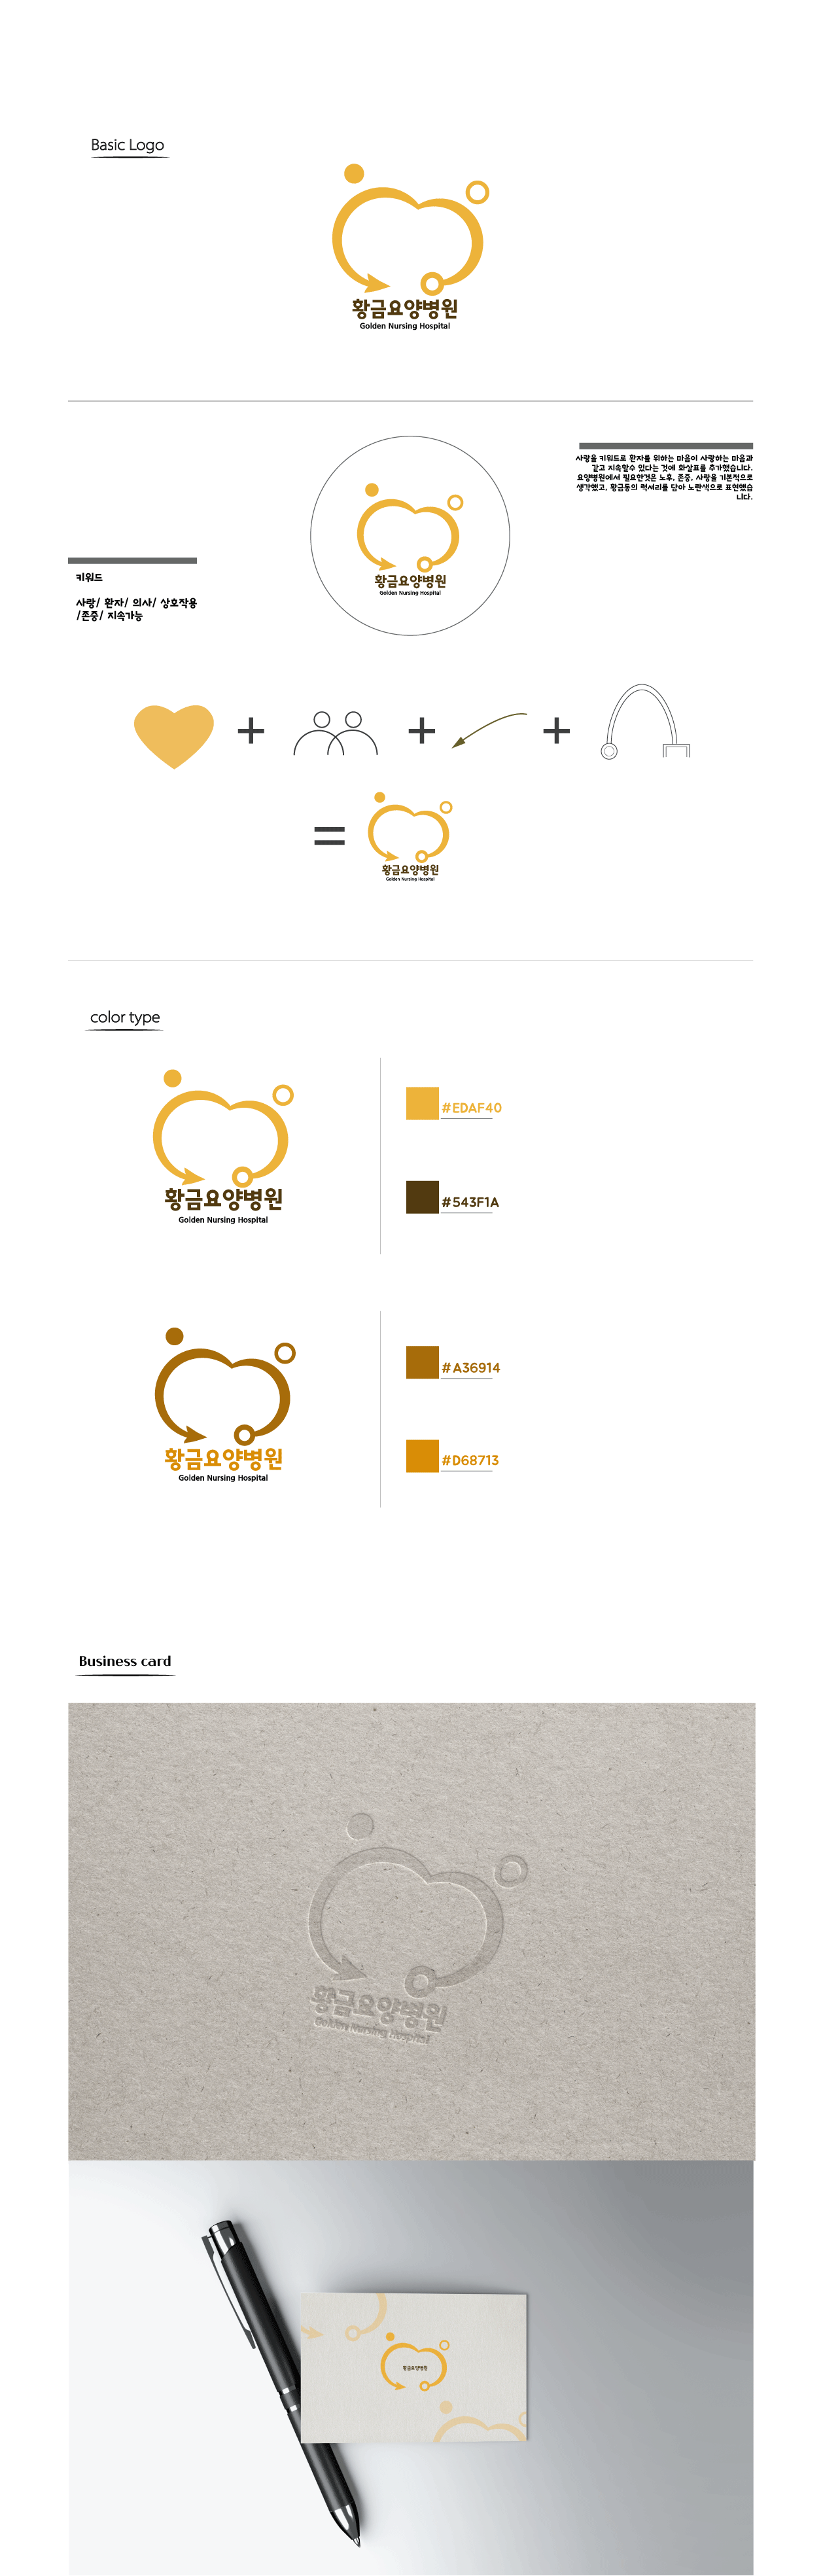 Basic Logo
황금요양병원
Golden Nursing Hospital
사랑을 키워드로 환자를 위하는 마음이 사랑하는 마음과
같고 지속할수 있다는 것에 화살표를 추가했습니다.
요양병원에서 필요한것은 노후, 존중, 사랑을 기본적으로
생각했고, 황금동의 럭셔리를 담아 노란색으로 표현했습
니다.
황금요양병원
Golden Nursing Hospital
키워드
사랑/ 환자/ 의사/ 상호작용
/존중/ 지속가능
+
+
+
=
황금요양병원
Golden Nursing Hospital
color type
황금요양병원
Golden Nursing Hospital
#EDAF40
#543F1A
황금요양병원
Golden Nursing Hospital
#A36914
#D68713
Business card
황금요양병원
Golden Nursing Hospital
황금요양병원